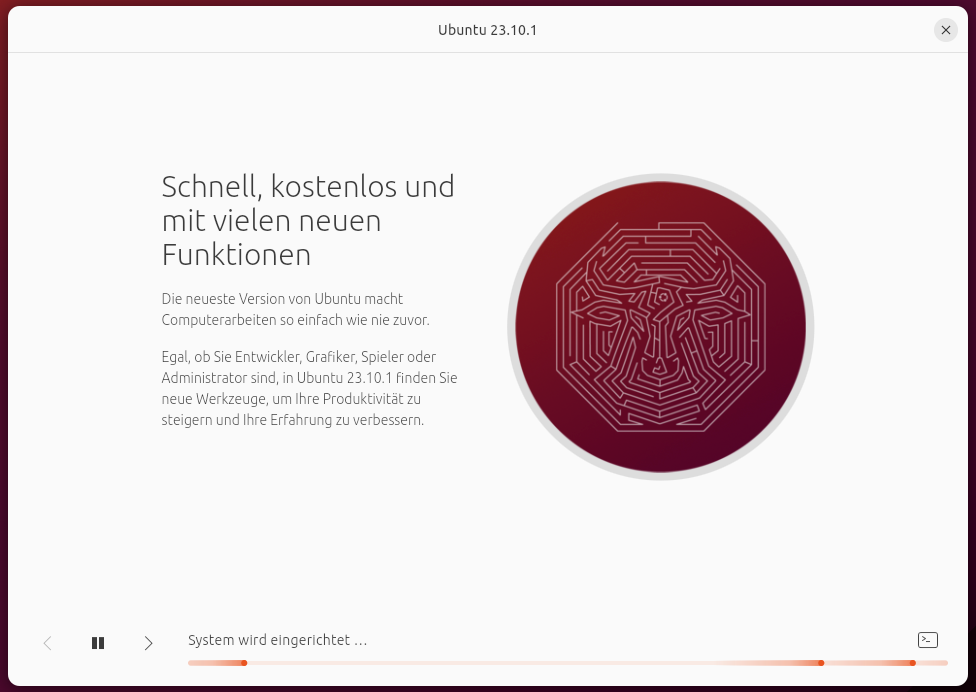 Ubuntu 23.10.1
Schnell, kostenlos und
mit vielen neuen
Funktionen
Die neueste Version von Ubuntu macht
Computerarbeiten so einfach wie nie zuvor.
Egal, ob Sie Entwickler, Grafiker, Spieler oder
Administrator sind, in Ubuntu 23.10.1 finden Sie
neue Werkzeuge, um Ihre Produktivität zu
steigern und Ihre Erfahrung zu verbessern.
System wird eingerichtet …